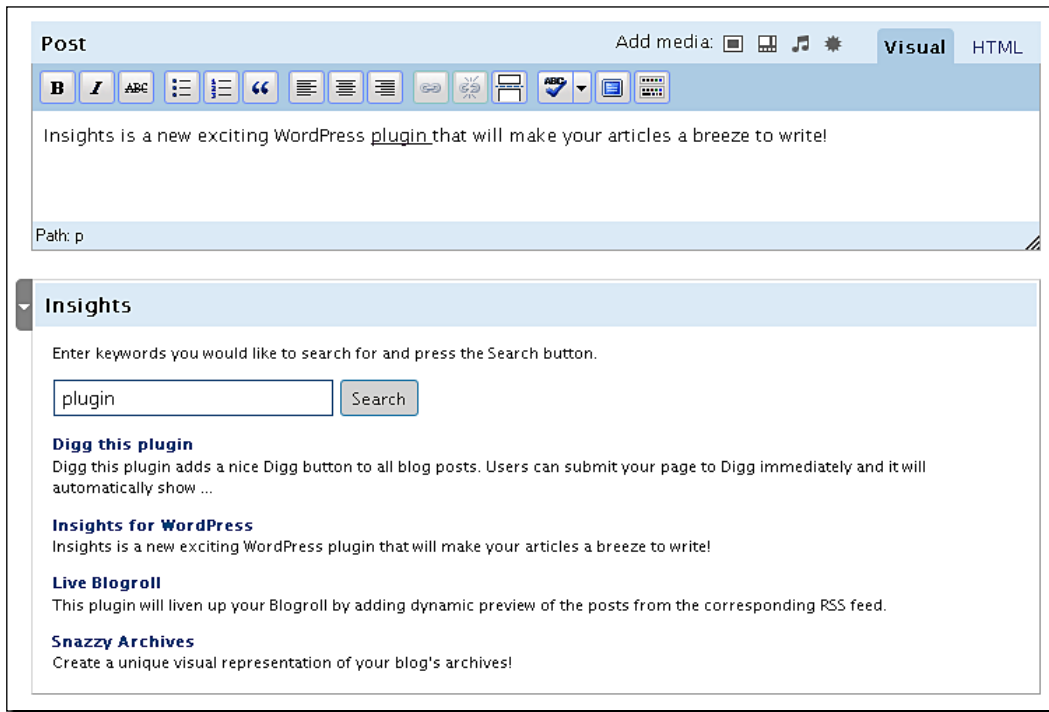 Post
Add media:
Visual
HTML
B I ABC
ABC
Insights is a new exciting WordPress plugin that will make your articles a breeze to write!
Path: p
Insights
Enter keywords you would like to search for and press the Search button.
plugin
Search
Digg this plugin
Digg this plugin adds a nice Digg button to all blog posts. Users can submit your page to Digg immediately and it will
automatically show ...
Insights for WordPress
Insights is a new exciting WordPress plugin that will make your articles a breeze to write!
Live Blogroll
This plugin will liven up your Blogroll by adding dynamic preview of the posts from the corresponding RSS feed.
Snazzy Archives
Create a unique visual representation of your blog's archives!